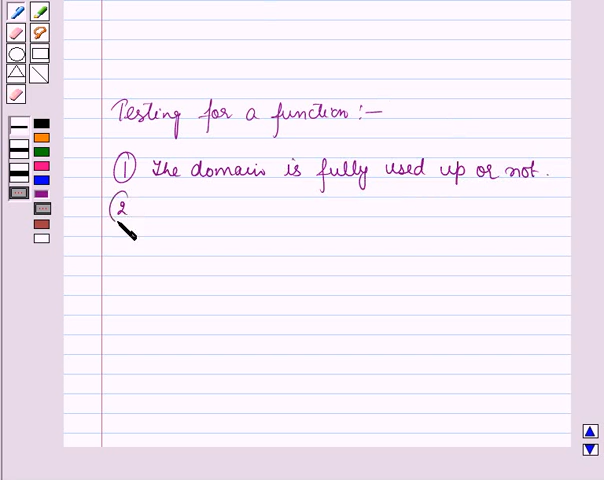 Testing for a function :-
① The domain is fully used up or not.
2